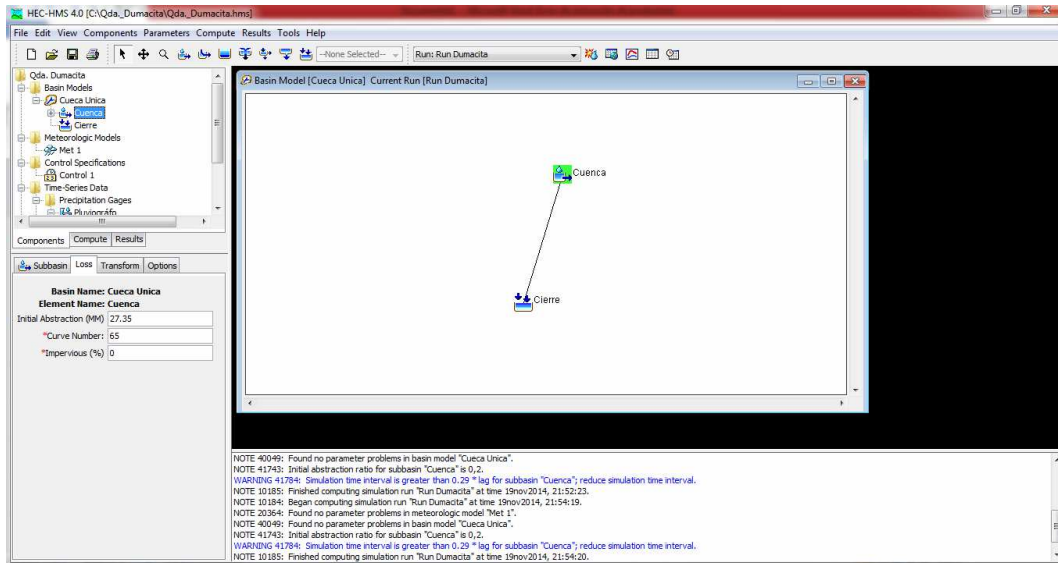 HEC-HMS 4.0 [C:\Qda._Dumacita\Qda._Dumacita.hms]
File Edit View Components Parameters Compute Results Tools Help
--None Selected-- Run: Run Dumacita
Qda. Dumacita
Basin Models
Cueca Unica
Cuenca
Cierre
Meteorologic Models
Met 1
Control Specifications
Control 1
Time-Series Data
Precipitation Gages
Pluviográfo
Components Compute Results
Subbasin Loss Transform Options
Basin Name: Cueca Unica
Element Name: Cuenca
Initial Abstraction (MM) 27.35
*Curve Number: 65
*Impervious (%) 0
Basin Model [Cueca Unica] Current Run [Run Dumacita]
Cuenca
Cierre
NOTE 40049: Found no parameter problems in basin model "Cueca Unica".
NOTE 41743: Initial abstraction ratio for subbasin "Cuenca" is 0,2.
WARNING 41784: Simulation time interval is greater than 0.29 * lag for subbasin "Cuenca"; reduce simulation time interval.
NOTE 10185: Finished computing simulation run "Run Dumacita" at time 19nov2014, 21:52:23.
NOTE 10184: Began computing simulation run "Run Dumacita" at time 19nov2014, 21:54:19.
NOTE 20364: Found no parameter problems in meteorologic model "Met 1".
NOTE 40049: Found no parameter problems in basin model "Cueca Unica".
NOTE 41743: Initial abstraction ratio for subbasin "Cuenca" is 0,2.
WARNING 41784: Simulation time interval is greater than 0.29 * lag for subbasin "Cuenca"; reduce simulation time interval.
NOTE 10185: Finished computing simulation run "Run Dumacita" at time 19nov2014, 21:54:20.